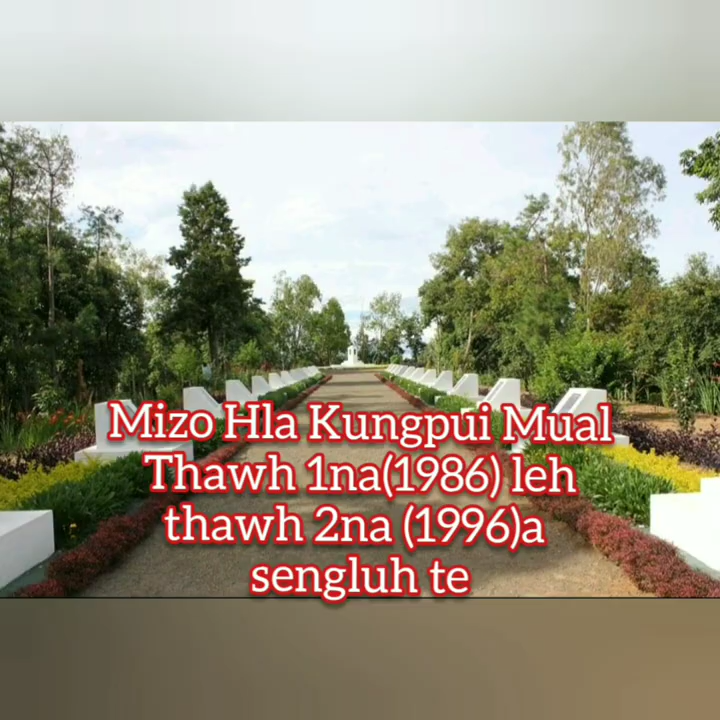 Mizo Hla Kungpui Mual
Thawh 1na(1986) leh
thawh 2na (1996)a
sengluh te